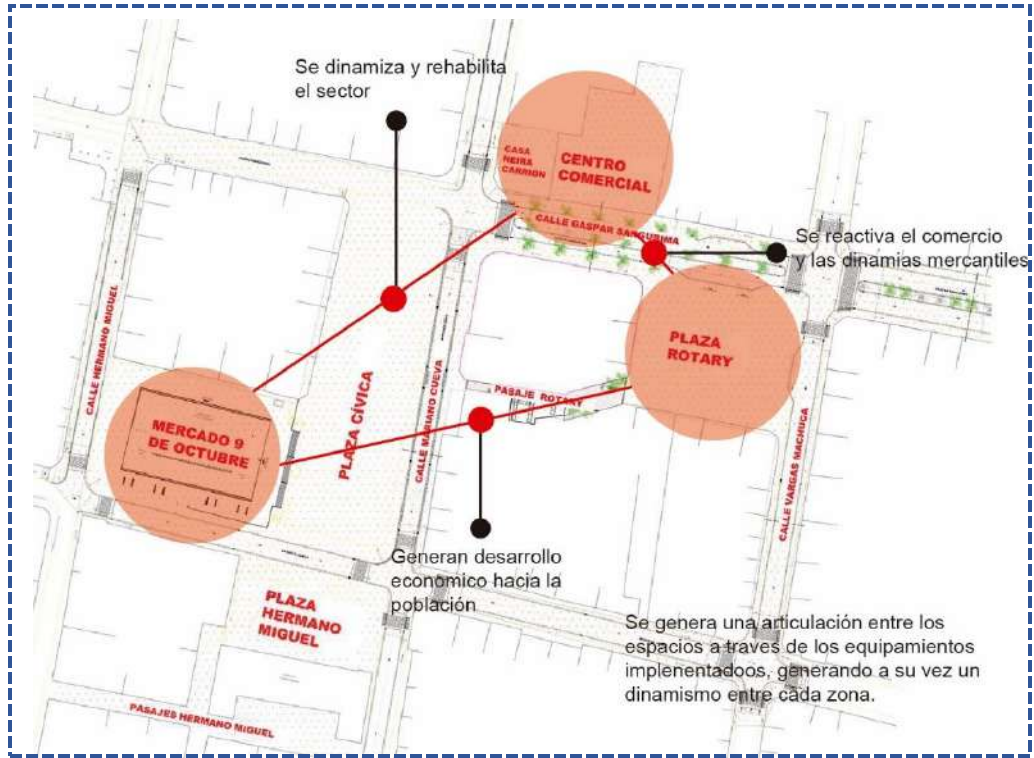 Se dinamiza y rehabilita
el sector
CASA
NEIRA
CARRION
CENTRO
COMERCIAL
CALLE GASPAR SANGURIMA
Se reactiva el comercio
y las dinamias mercantiles
CALLE HERMANO MIGUEL
PLAZA
ROTARY
PASAJE ROTARY
MERCADO 9
DE OCTUBRE
PLAZA CÍVICA
CALLE MARIANO CUEVA
CALLE VARGAS MACHUCA
Generan desarrollo
economico hacia la
población
PLAZA
HERMANO
MIGUEL
Se genera una articulación entre los
espacios a traves de los equipamientos
implenentadoos, generando a su vez un
dinamismo entre cada zona.
PASAJES HERMANO MIGUEL